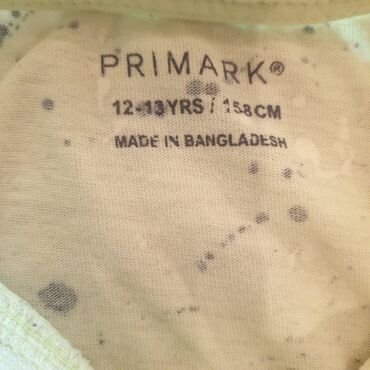 PRIMARK®
12-13YRS / 158CM
MADE IN BANGLADESH